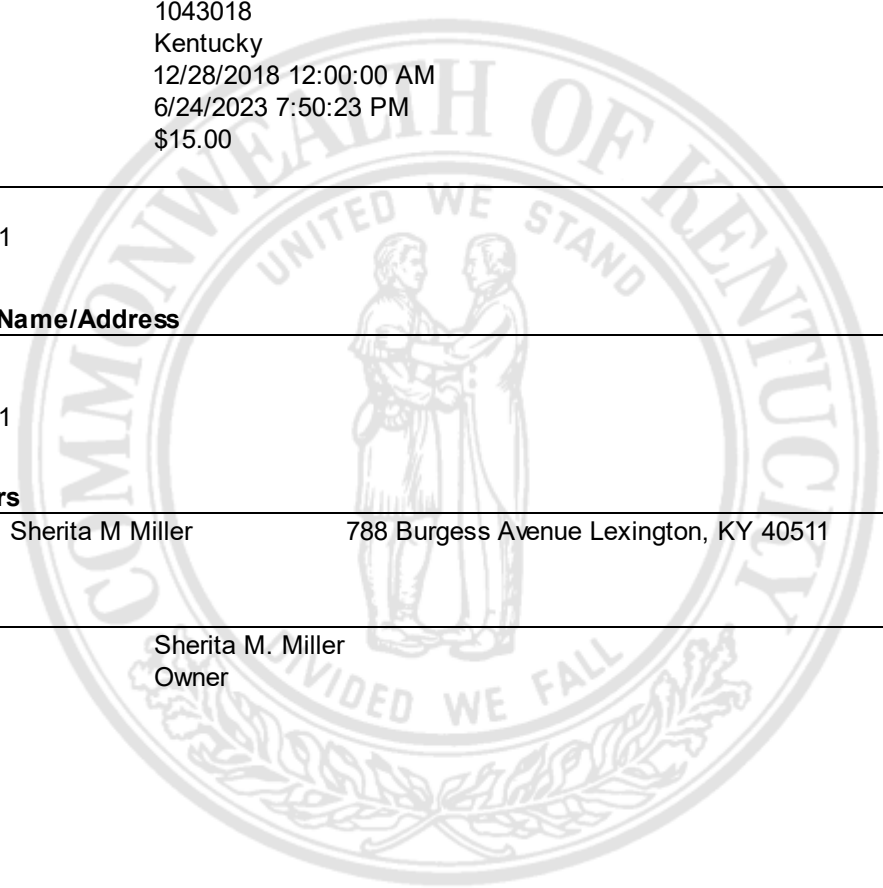 1043018
Kentucky
12/28/2018 12:00:00 AM
6/24/2023 7:50:23 PM
$15.00
1
Name/Address
1
rs
Sherita M Miller 788 Burgess Avenue Lexington, KY 40511
Sherita M. Miller
Owner
COMMONWEALTH OF KENTUCKY
UNITED WE STAND
DIVIDED WE FALL